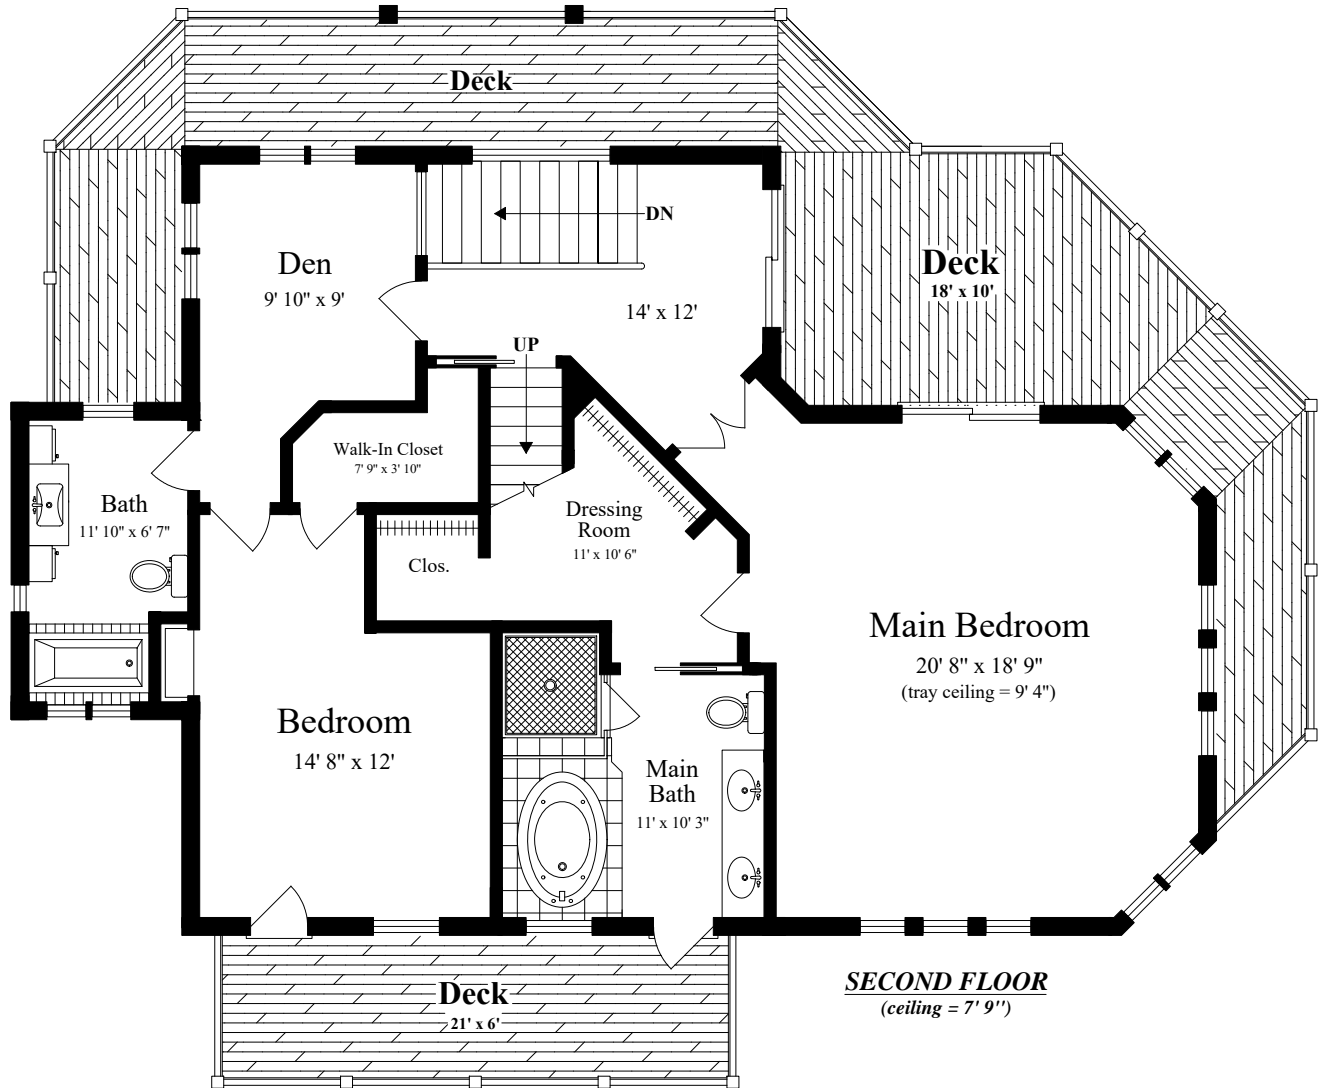 Deck
DN
Den
9' 10" x 9'
Deck
18' x 10'
14' x 12'
UP
Walk-In Closet
7' 9" x 3' 10"
Bath
11' 10" x 6' 7"
Dressing
Room
11' x 10' 6"
Clos.
Main Bedroom
20' 8" x 18' 9"
(tray ceiling = 9' 4")
Bedroom
14' 8" x 12'
Main
Bath
11' x 10' 3"
Deck
21' x 6'
SECOND FLOOR
(ceiling = 7' 9")